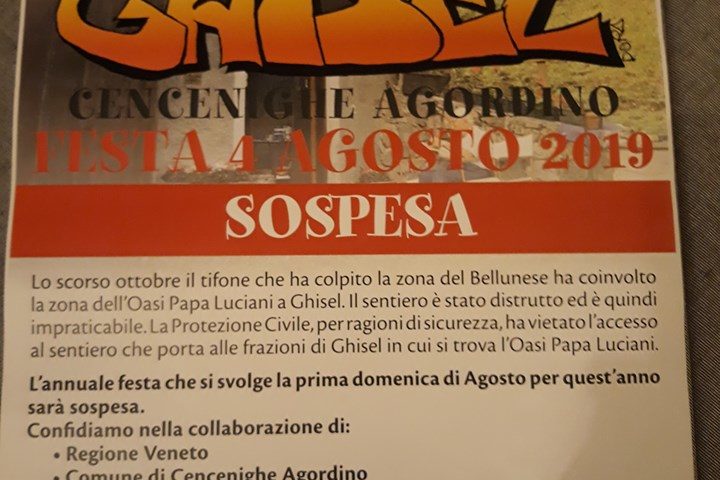 GHISEL
CENCENIGHE AGORDINO
FESTA 4 AGOSTO 2019
SOSPESA
Lo scorso ottobre il tifone che ha colpito la zona del Bellunese ha coinvolto
la zona dell'Oasi Papa Luciani a Ghisel. Il sentiero è stato distrutto ed è quindi
impraticabile. La Protezione Civile, per ragioni di sicurezza, ha vietato l'accesso
al sentiero che porta alle frazioni di Ghisel in cui si trova l'Oasi Papa Luciani.
L'annuale festa che si svolge la prima domenica di Agosto per quest'anno
sarà sospesa.
Confidiamo nella collaborazione di:
• Regione Veneto
• Comune di Cencenighe Agordino